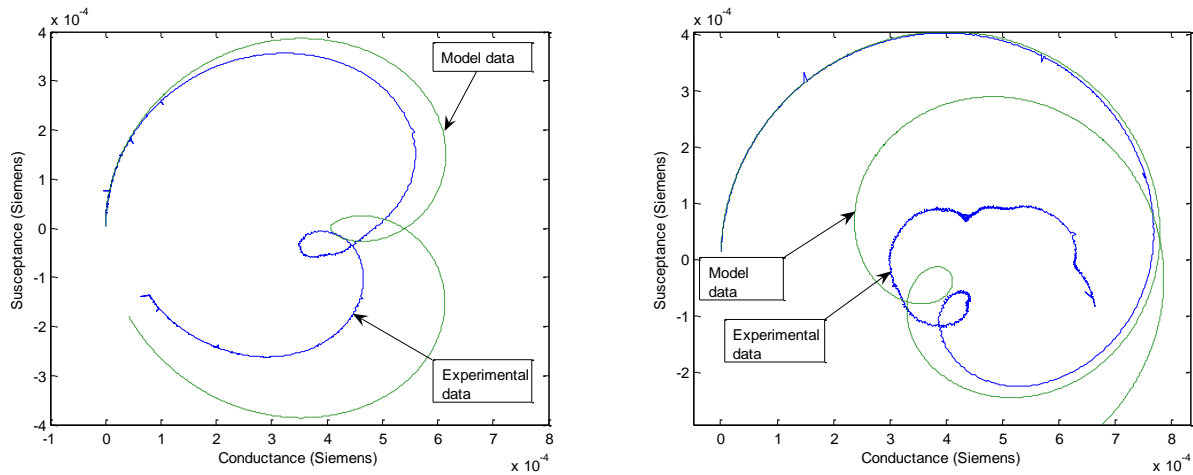 x 10⁻⁴
4
3
2
1
0
-1
-2
-3
-4
Susceptance (Siemens)
-1 0 1 2 3 4 5 6 7 8
Conductance (Siemens)
x 10⁻⁴
Model data
Experimental
data
x 10⁻⁴
4
3
2
1
0
-1
-2
Susceptance (Siemens)
0 1 2 3 4 5 6 7 8
Conductance (Siemens)
x 10⁻⁴
Model
data
Experimental
data